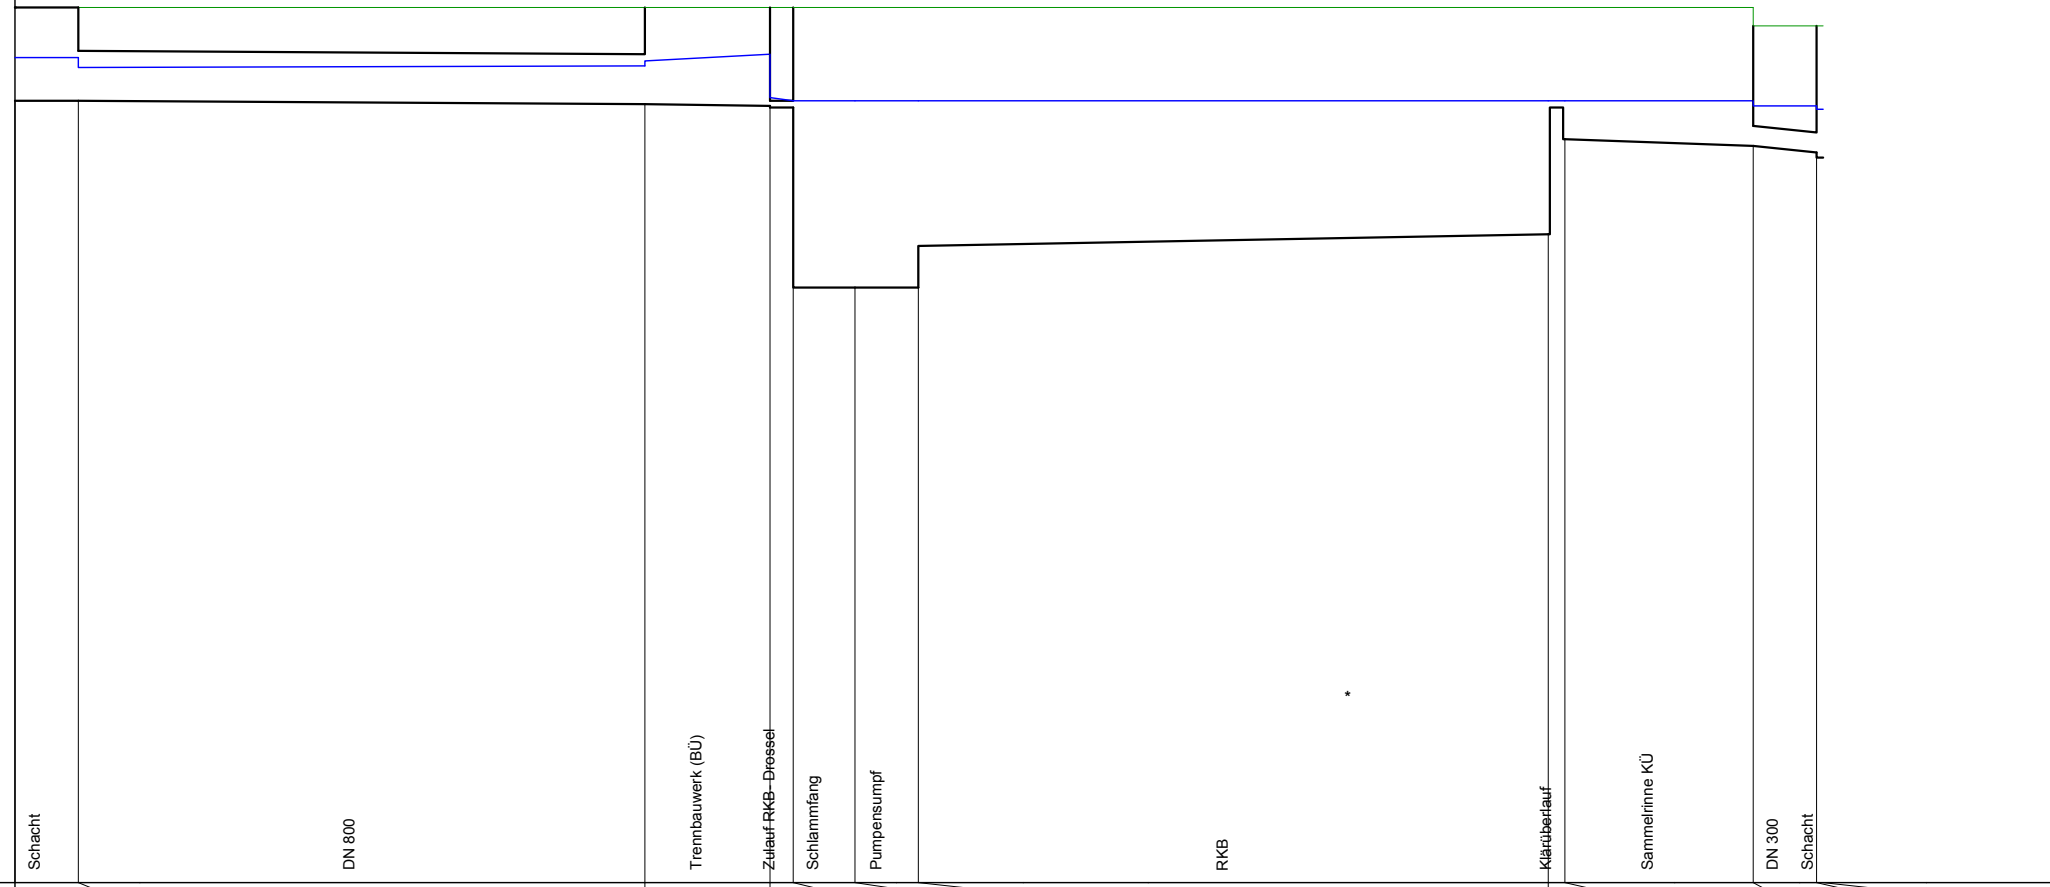 Schacht
DN 800
Trennbauwerk (BÜ)
Zulauf RKB- Drossel
Schlammfang
Pumpensumpf
RKB
*
Klärüberlauf
Sammelrinne KÜ
DN 300
Schacht